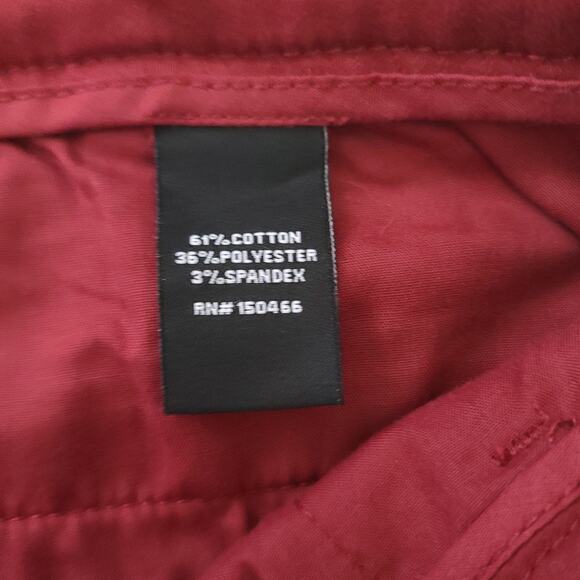 61%COTTON
36%POLYESTER
3%SPANDEX
RN#150466